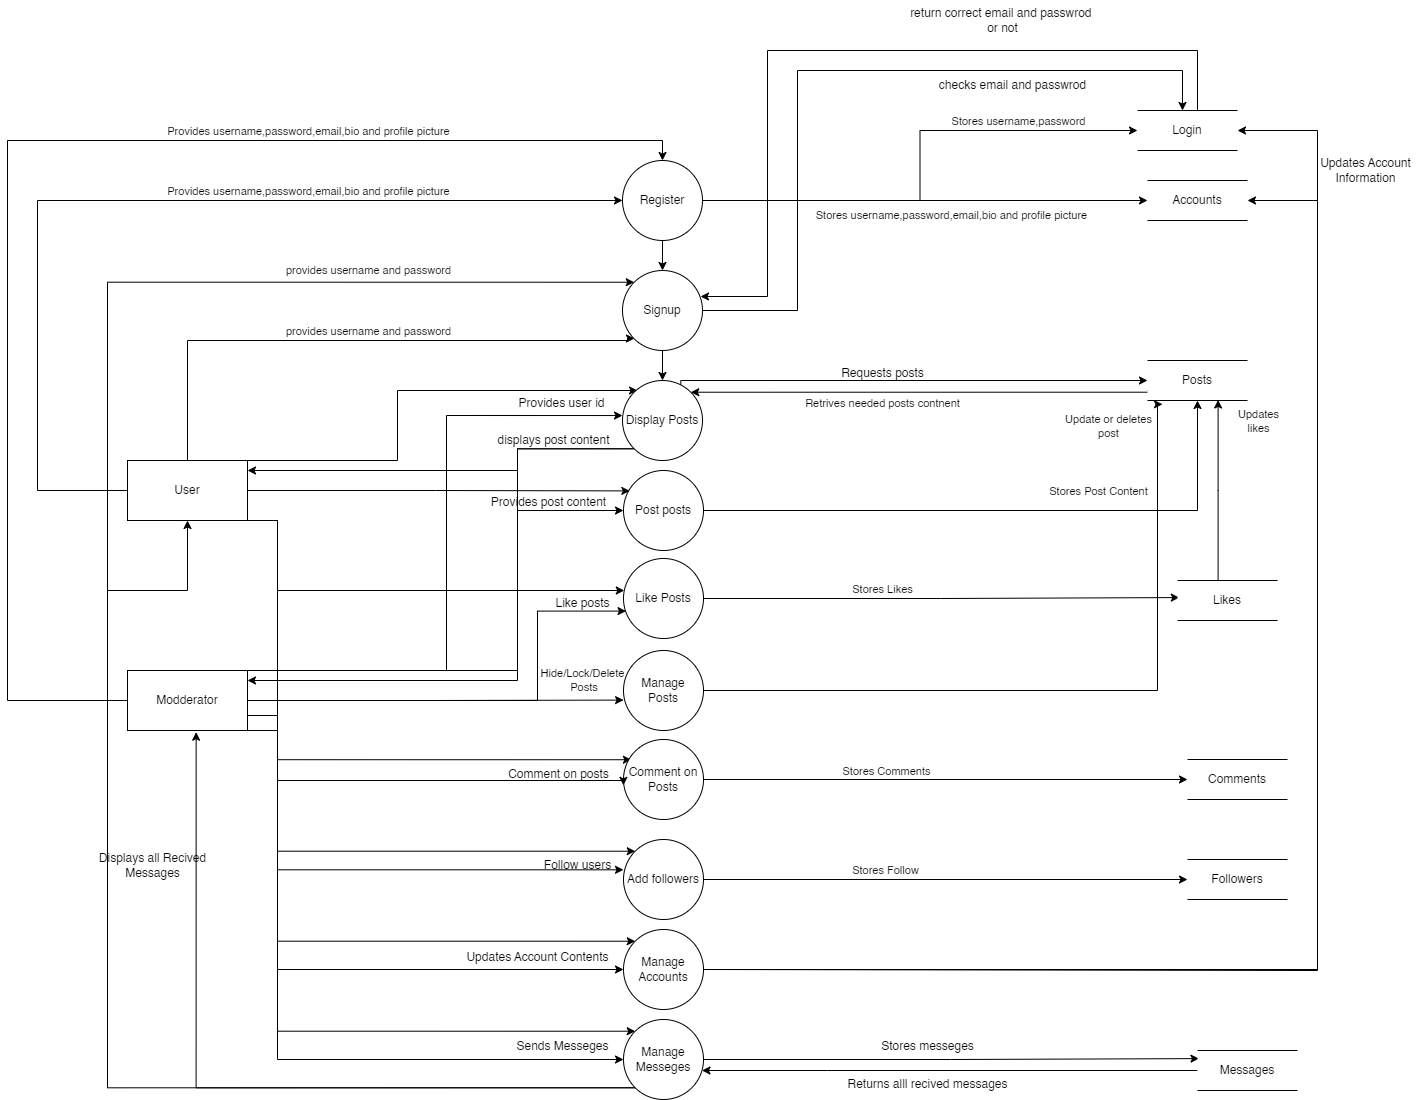 return correct email and passwrod
or not
checks email and passwrod
Stores username,password
Login
Provides username,password,email,bio and profile picture
Updates Account
Information
Provides username,password,email,bio and profile picture
Register
Accounts
Stores username,password,email,bio and profile picture
provides username and password
Signup
provides username and password
Requests posts
Posts
Provides user id
Retrives needed posts contnent
Display Posts
Update or deletes
post
Updates
likes
displays post content
User
Stores Post Content
Provides post content
Post posts
Stores Likes
Like posts
Like Posts
Likes
Hide/Lock/Delete
Posts
Manage
Posts
Modderator
Comment on posts
Comment on
Posts
Stores Comments
Comments
Displays all Recived
Messages
Follow users
Add followers
Stores Follow
Followers
Updates Account Contents
Manage
Accounts
Sends Messeges
Manage
Messeges
Stores messeges
Messages
Returns alll recived messages